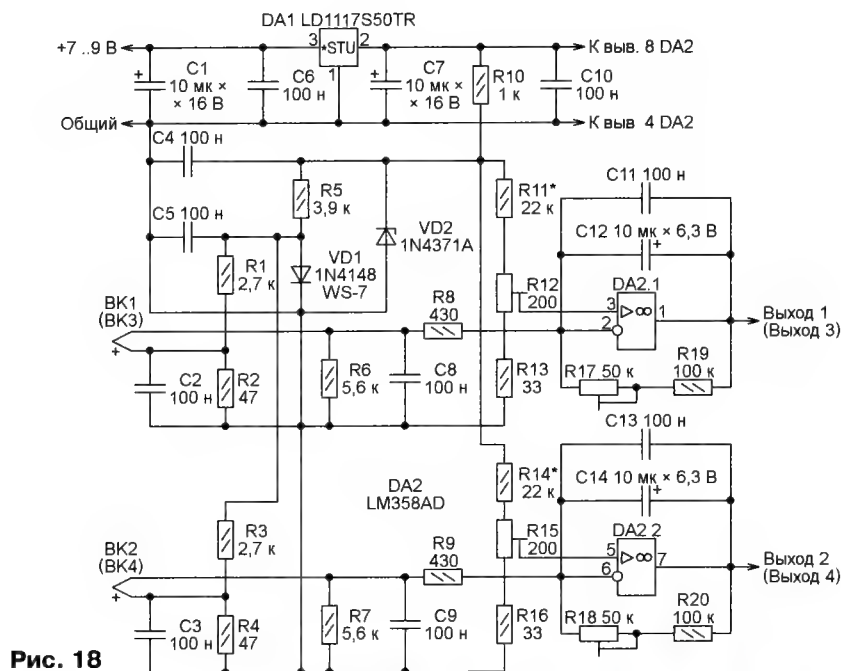 DA1 LD1117S50TR
+7 ..9 В
3
*STU
2
1
К выв. 8 DA2
C1
10 мк ×
× 16 В
C6
100 н
C7
10 мк ×
× 16 В
R10
1 к
C10
100 н
+
+
Общий
К выв 4 DA2
C4 100 н
C5 100 н
R5
3,9 к
R1
2,7 к
VD1
1N4148
WS-7
VD2
1N4371A
R11*
22 к
C11 100 н
C12 10 мк × 6,3 В
+
DA2.1
R12
200
3
2
▷∞
1
Выход 1
(Выход 3)
BK1
(BK3)
+
R8
430
C2
100 н
R2
47
R6
5,6 к
C8
100 н
R13
33
R17 50 к
R19
100 к
C13 100 н
DA2
LM358AD
R14*
22 к
C14 10 мк × 6,3 В
+
DA2 2
R3
2,7 к
BK2
(BK4)
+
R9
430
R15
200
5
6
▷∞
7
Выход 2
(Выход 4)
C3
100 н
R4
47
R7
5,6 к
C9
100 н
R16
33
R18 50 к
R20
100 к
Рис. 18